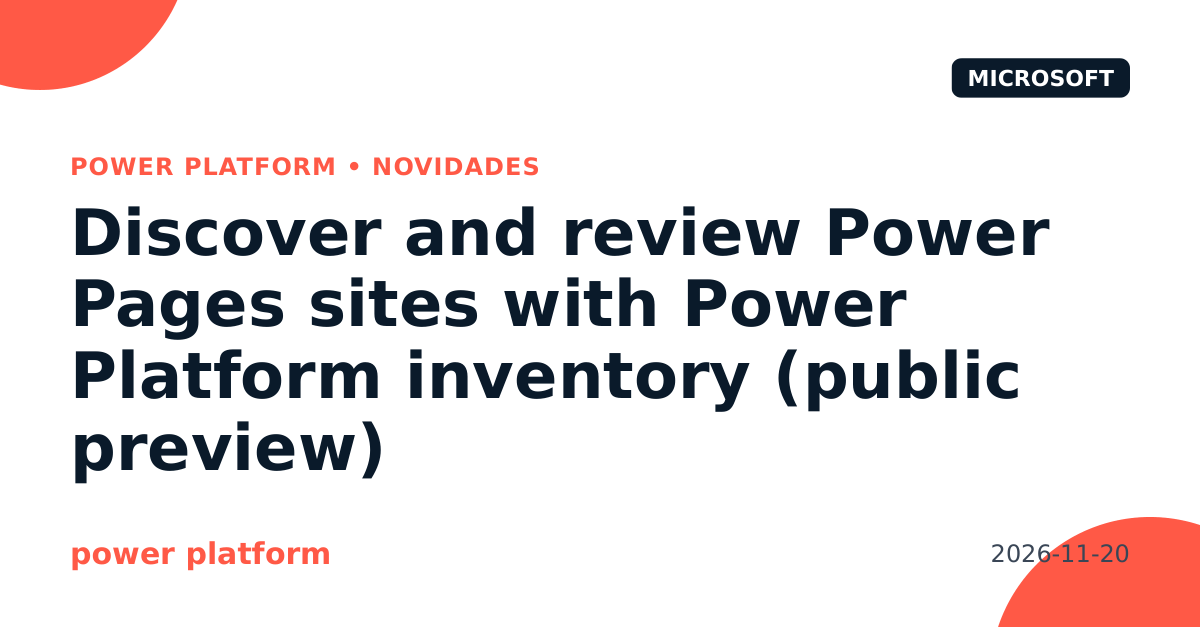 MICROSOFT
POWER PLATFORM • NOVIDADES
Discover and review Power
Pages sites with Power
Platform inventory (public
preview)
power platform
2026-11-20